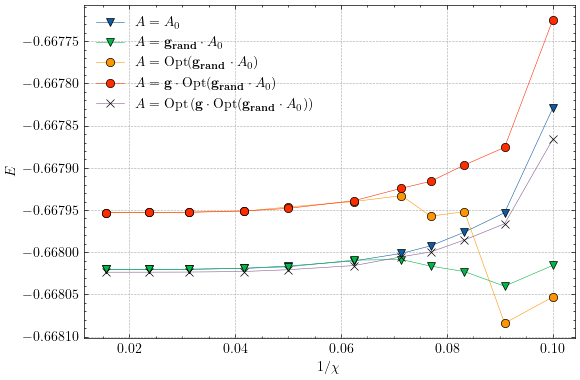 −0.66775
−0.66780
−0.66785
−0.66790
−0.66795
−0.66800
−0.66805
−0.66810
E
A = A₀
A = g_rand · A₀
A = Opt(g_rand · A₀)
A = g · Opt(g_rand · A₀)
A = Opt (g · Opt(g_rand · A₀))
0.02 0.04 0.06 0.08 0.10
1/χ